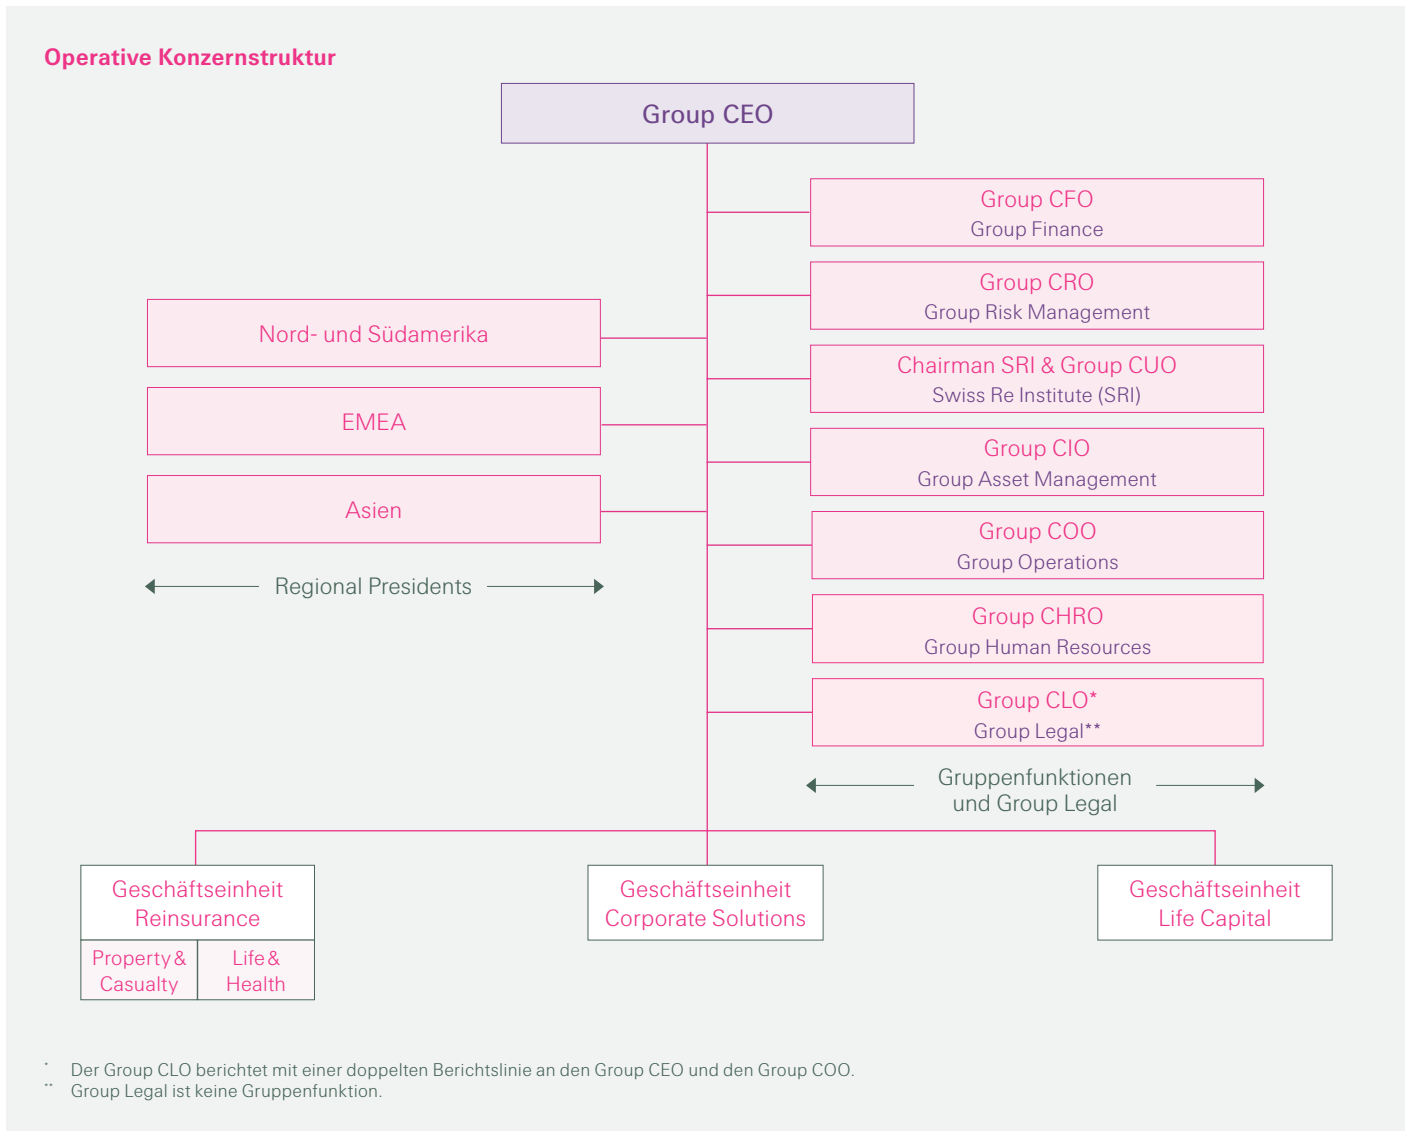 Operative Konzernstruktur
Group CEO
Group CFO
Group Finance
Group CRO
Group Risk Management
Chairman SRI & Group CUO
Swiss Re Institute (SRI)
Group CIO
Group Asset Management
Group COO
Group Operations
Group CHRO
Group Human Resources
Group CLO*
Group Legal**
Gruppenfunktionen
und Group Legal
Nord- und Südamerika
EMEA
Asien
Regional Presidents
Geschäftseinheit
Reinsurance
Property &
Casualty
Life &
Health
Geschäftseinheit
Corporate Solutions
Geschäftseinheit
Life Capital
* Der Group CLO berichtet mit einer doppelten Berichtslinie an den Group CEO und den Group COO.
** Group Legal ist keine Gruppenfunktion.